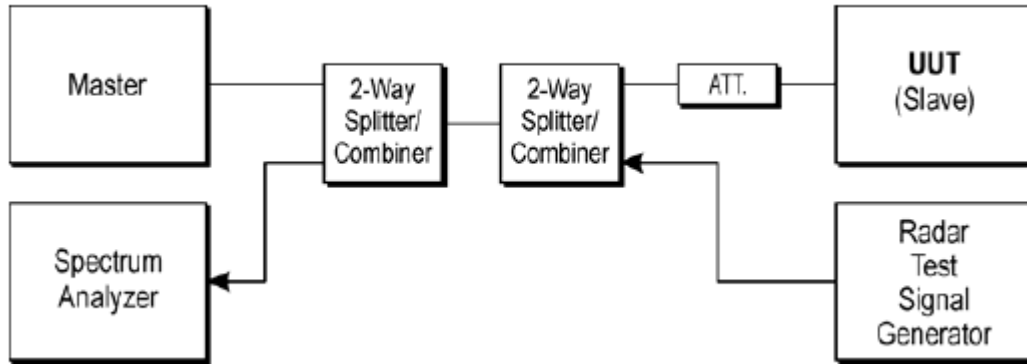 Master
2-Way
Splitter/
Combiner
2-Way
Splitter/
Combiner
ATT.
UUT
(Slave)
Spectrum
Analyzer
Radar
Test
Signal
Generator